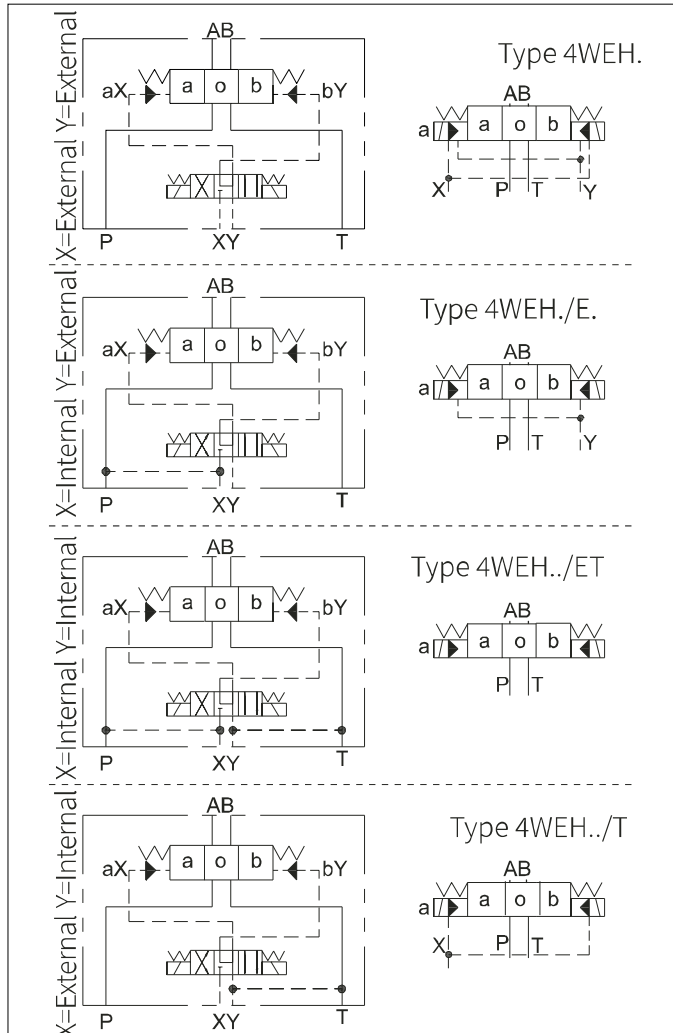 X=External Y=External
AB
aX a o b bY
P XY T
Type 4WEH.
AB
a a o b
X P T Y
X=Internal Y=External
AB
aX a o b bY
P XY T
Type 4WEH./E.
AB
a a o b
P T Y
X=Internal Y=Internal
AB
aX a o b bY
P XY T
Type 4WEH../ET
AB
a a o b
P T
X=External Y=Internal
AB
aX a o b bY
P XY T
Type 4WEH../T
AB
a a o b
X P T